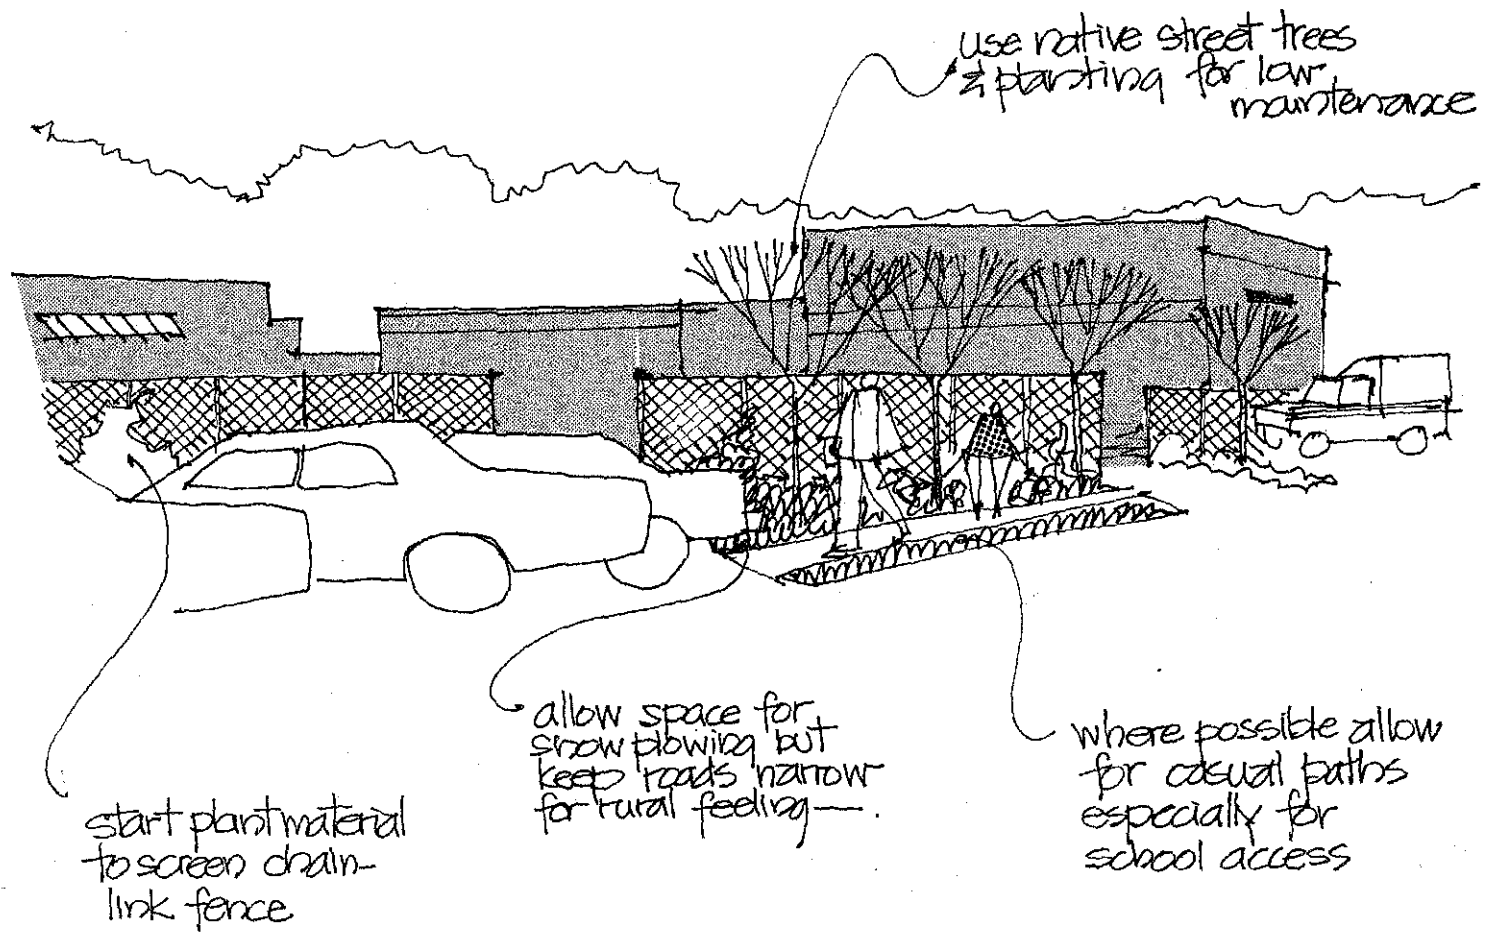 use native street trees
& planting for low
maintenance
allow space for
snow plowing but
keep roads narrow
for rural feeling—.
where possible allow
for casual paths
especially for
school access
start plant material
to screen chain-
link fence